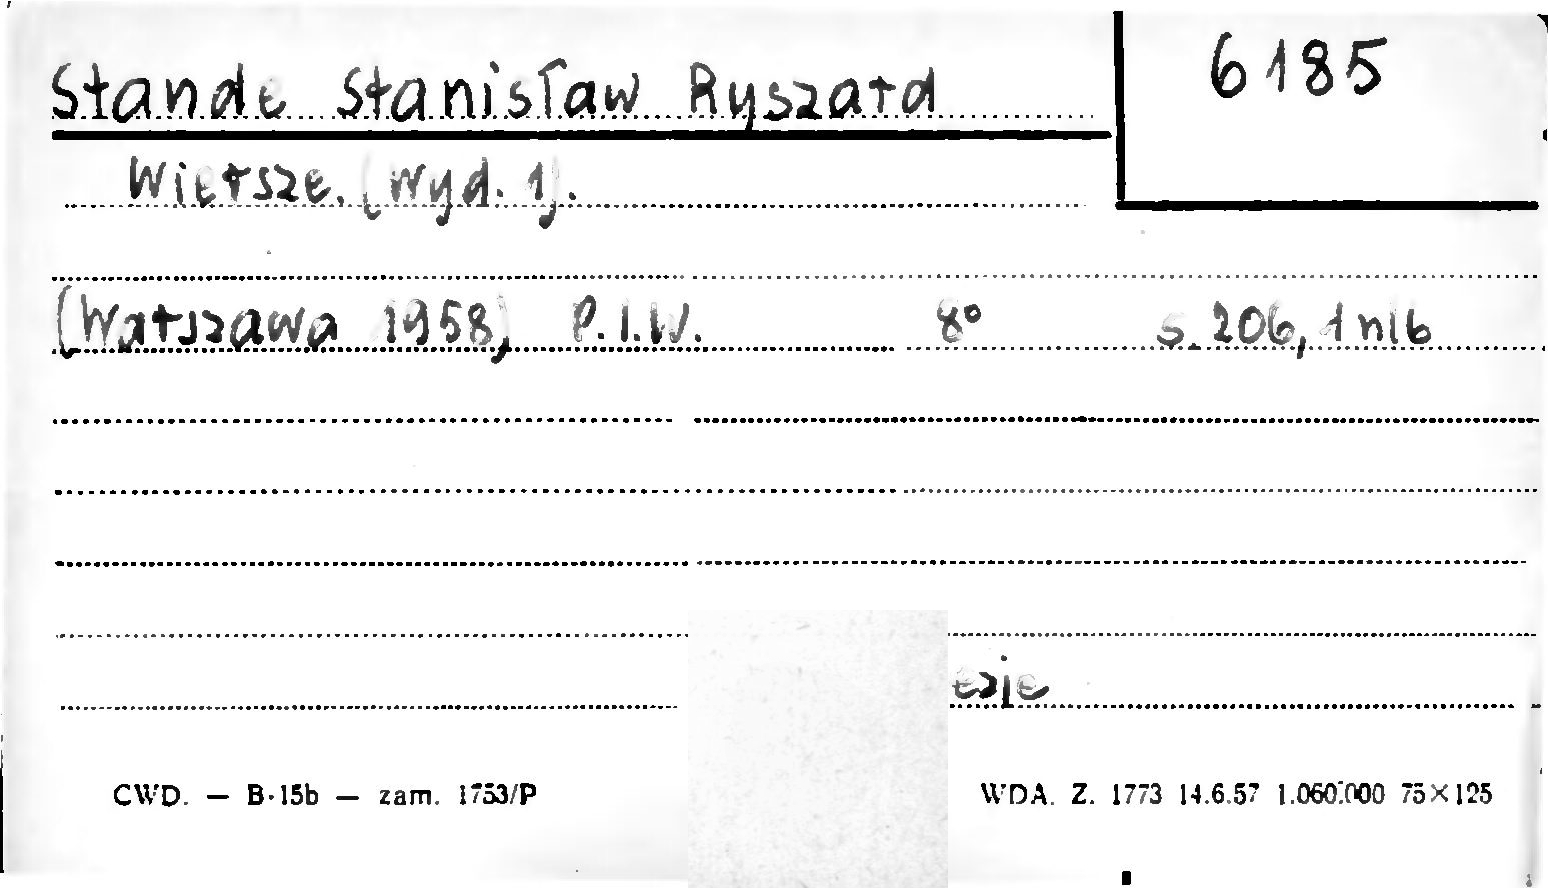 Stande Stanisław Ryszard
6185
Wiersze. [Wyd. 1].
[Warszawa 1958] P.I.W. 8° s. 206, 1 nlb
ezje
CWD. — B-15b — zam. 1753/P
WDA. Z. 1773 14.6.57 1.060.000 75×125